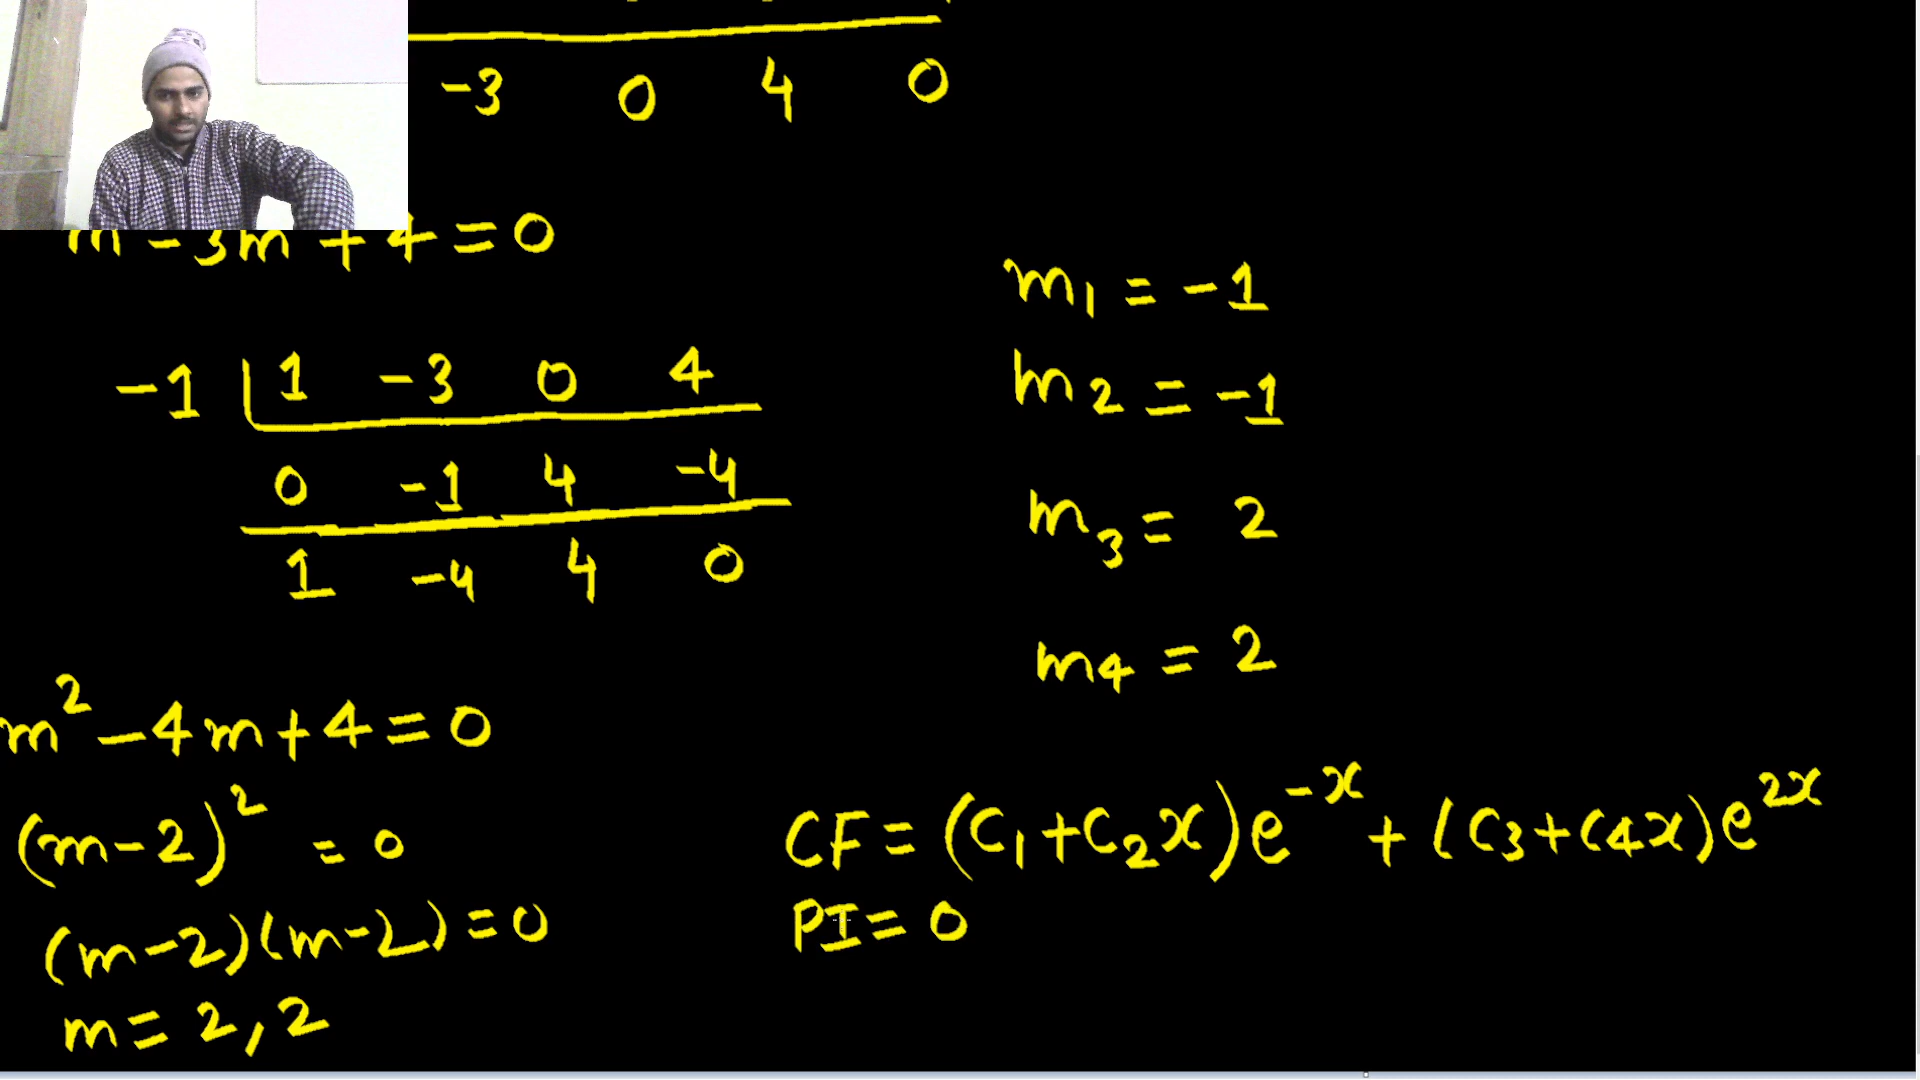 -3 0 4 0
m - 3m + 4 = 0
-1 | 1 -3 0 4
0 -1 4 -4
1 -4 4 0
m² - 4m + 4 = 0
(m-2)² = 0
(m-2)(m-2) = 0
m = 2, 2
m₁ = -1
m₂ = -1
m₃ = 2
m₄ = 2
CF = (C₁+C₂x)e⁻ˣ + (C₃+C₄x)e²ˣ
PI = 0